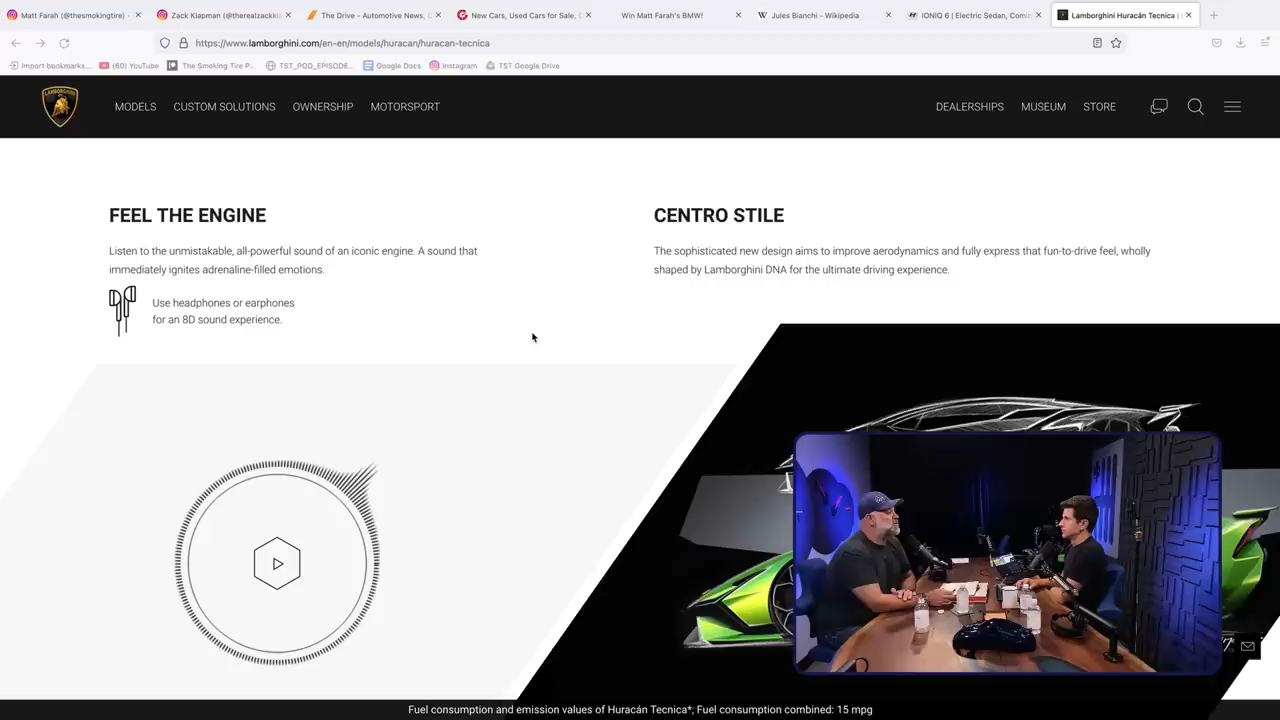 Matt Farah (@thesmokingtire) ·
Zack Klapman (@therealzackkla
The Drive - Automotive News, C
New Cars, Used Cars for Sale, C
Win Matt Farah's BMW!
Jules Bianchi - Wikipedia
IONIQ 6 | Electric Sedan, Comin
Lamborghini Huracán Tecnica |
https://www.lamborghini.com/en-en/models/huracan/huracan-tecnica
Import bookmarks...
(60) YouTube
The Smoking Tire P...
TST_POD_EPISODE...
Google Docs
Instagram
TST Google Drive
LAMBORGHINI
MODELS
CUSTOM SOLUTIONS
OWNERSHIP
MOTORSPORT
DEALERSHIPS
MUSEUM
STORE
FEEL THE ENGINE
Listen to the unmistakable, all-powerful sound of an iconic engine. A sound that
immediately ignites adrenaline-filled emotions.
Use headphones or earphones
for an 8D sound experience.
CENTRO STILE
The sophisticated new design aims to improve aerodynamics and fully express that fun-to-drive feel, wholly
shaped by Lamborghini DNA for the ultimate driving experience.
Fuel consumption and emission values of Huracán Tecnica*; Fuel consumption combined: 15 mpg